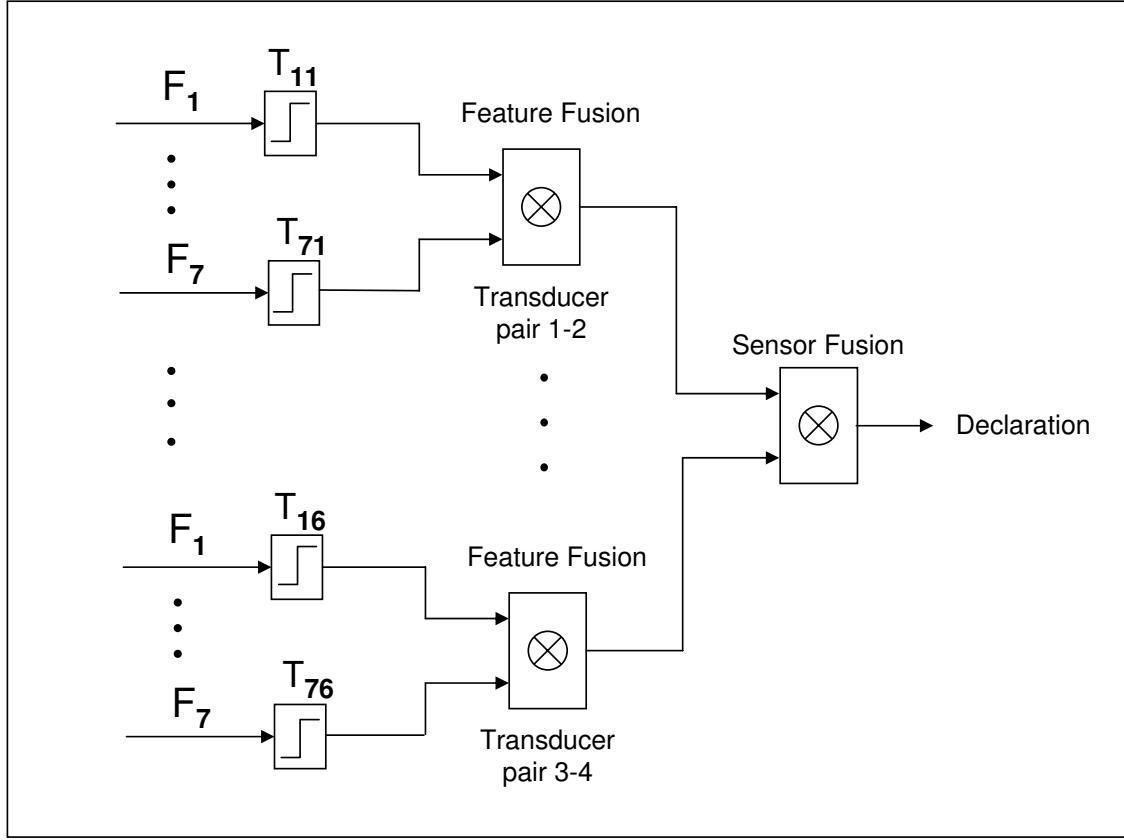 T11
F1
Feature Fusion
T71
F7
Transducer
pair 1-2
Sensor Fusion
Declaration
T16
F1
Feature Fusion
T76
F7
Transducer
pair 3-4